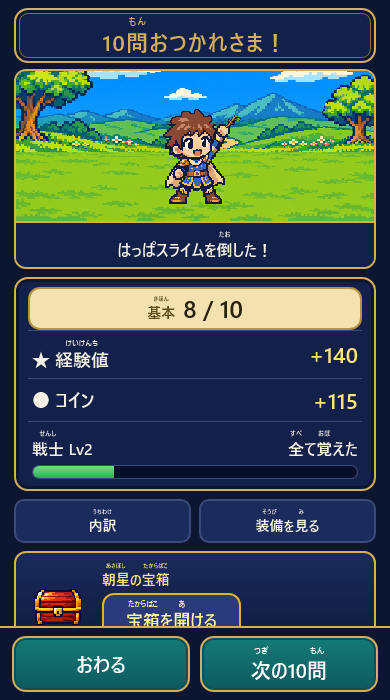 10問おつかれさま！
もん
はっぱスライムを倒した！
たお
基本 8 / 10
きほん
★ 経験値 +140
けいけんち
● コイン +115
戦士 Lv2 全て覚えた
せんし すべ おぼ
内訳 装備を見る
うちわけ そうび み
朝星の宝箱
あさぼし たからばこ
宝箱を開ける
たからばこ あ
おわる 次の10問
つぎ もん